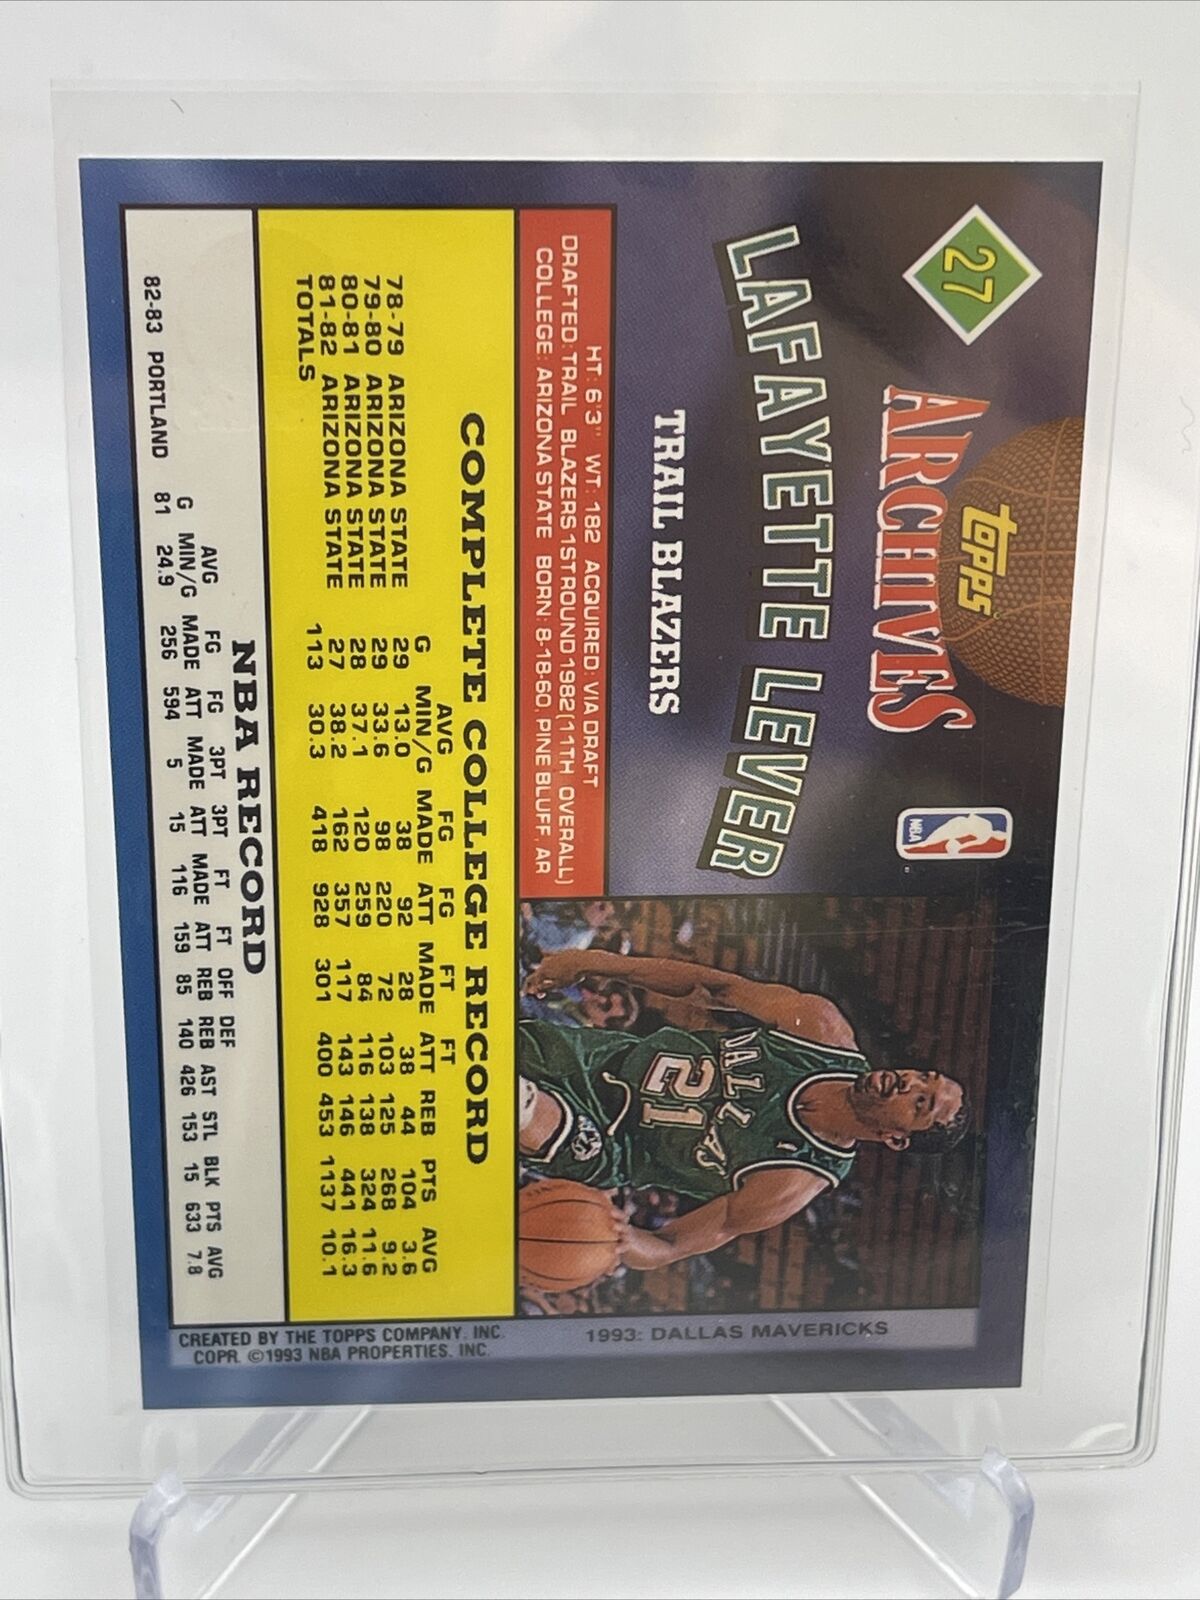 27
topps
ARCHIVES
NBA
LAFAYETTE LEVER
TRAIL BLAZERS
HT: 6'3" WT: 182 ACQUIRED: VIA DRAFT
DRAFTED: TRAIL BLAZERS 1ST ROUND 1982 (11TH OVERALL)
COLLEGE: ARIZONA STATE BORN: 8-18-60, PINE BLUFF, AR
DALLAS
21
1993: DALLAS MAVERICKS
COMPLETE COLLEGE RECORD
AVG FG FG FT FT
G MIN/G MADE ATT MADE ATT REB PTS AVG
78-79 ARIZONA STATE 29 13.0 38 92 28 38 44 104 3.6
79-80 ARIZONA STATE 29 33.6 98 220 72 103 125 268 9.2
80-81 ARIZONA STATE 28 37.1 120 259 84 116 138 324 11.6
81-82 ARIZONA STATE 27 38.2 162 357 117 143 146 441 16.3
TOTALS 113 30.3 418 928 301 400 453 1137 10.1
NBA RECORD
AVG FG FG 3PT 3PT FT FT OFF DEF
G MIN/G MADE ATT MADE ATT MADE ATT REB REB AST STL BLK PTS AVG
82-83 PORTLAND 81 24.9 256 594 5 15 116 159 85 140 426 153 15 633 7.8
CREATED BY THE TOPPS COMPANY, INC.
COPR. ©1993 NBA PROPERTIES, INC.